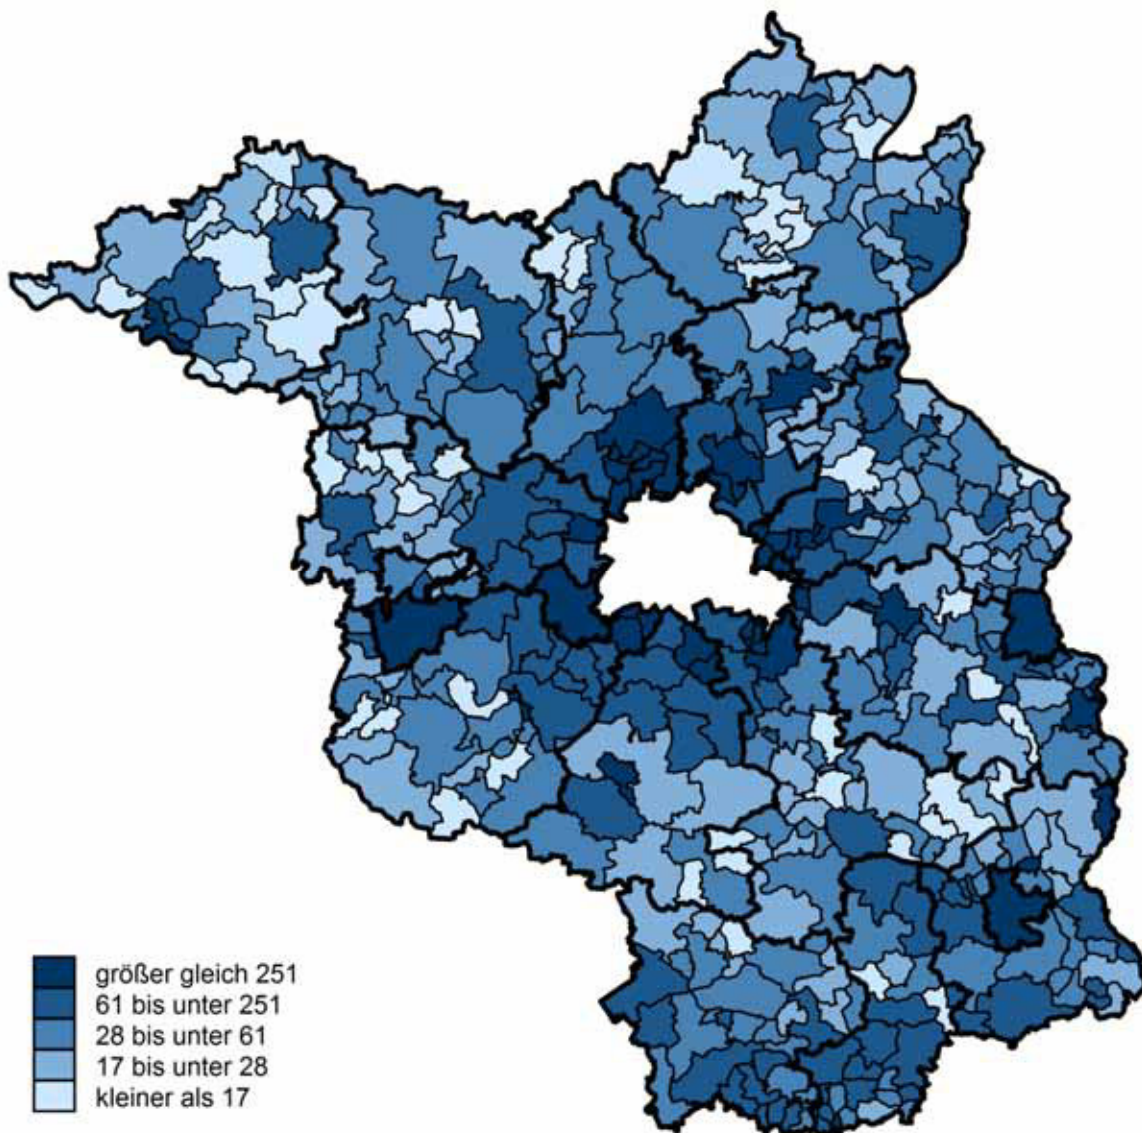 größer gleich 251
61 bis unter 251
28 bis unter 61
17 bis unter 28
kleiner als 17